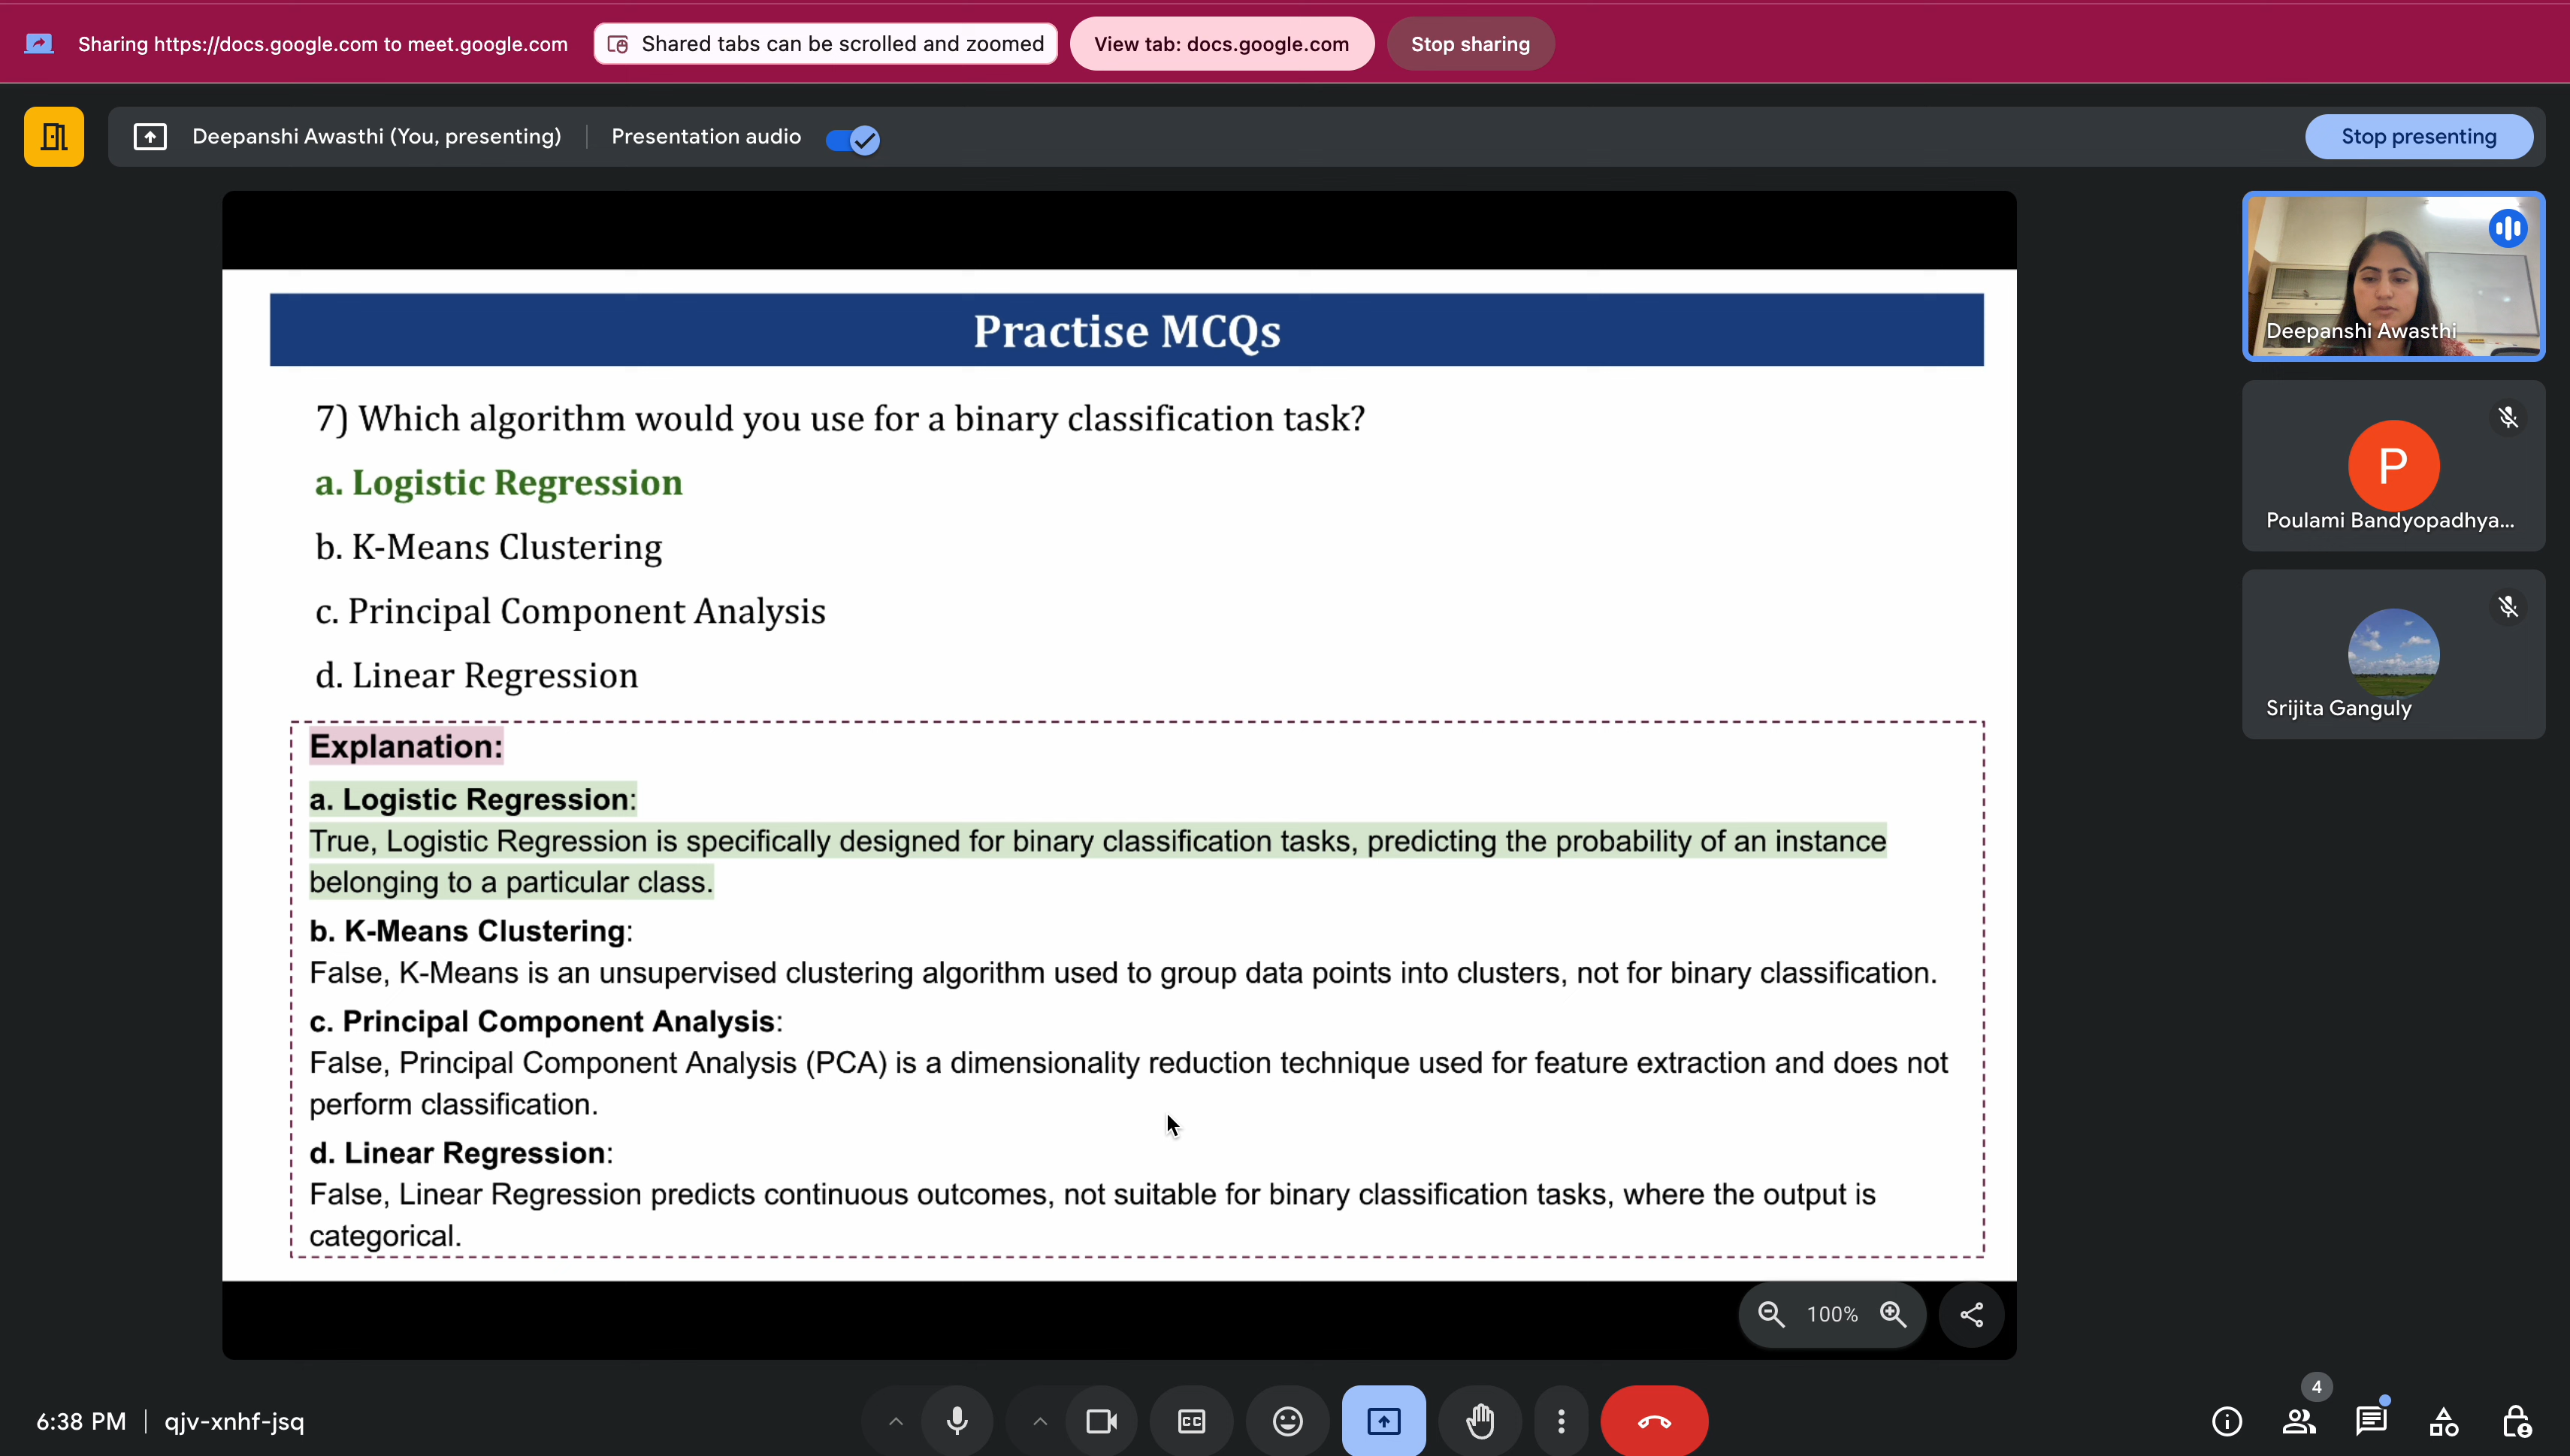 Sharing https://docs.google.com to meet.google.com
Shared tabs can be scrolled and zoomed
View tab: docs.google.com
Stop sharing
Deepanshi Awasthi (You, presenting)
Presentation audio
Stop presenting
Practise MCQs
7) Which algorithm would you use for a binary classification task?
a. Logistic Regression
b. K-Means Clustering
c. Principal Component Analysis
d. Linear Regression
Explanation:
a. Logistic Regression:
True, Logistic Regression is specifically designed for binary classification tasks, predicting the probability of an instance
belonging to a particular class.
b. K-Means Clustering:
False, K-Means is an unsupervised clustering algorithm used to group data points into clusters, not for binary classification.
c. Principal Component Analysis:
False, Principal Component Analysis (PCA) is a dimensionality reduction technique used for feature extraction and does not
perform classification.
d. Linear Regression:
False, Linear Regression predicts continuous outcomes, not suitable for binary classification tasks, where the output is
categorical.
100%
Deepanshi Awasthi
P
Poulami Bandyopadhya...
Srijita Ganguly
6:38 PM
qjv-xnhf-jsq
CC
4